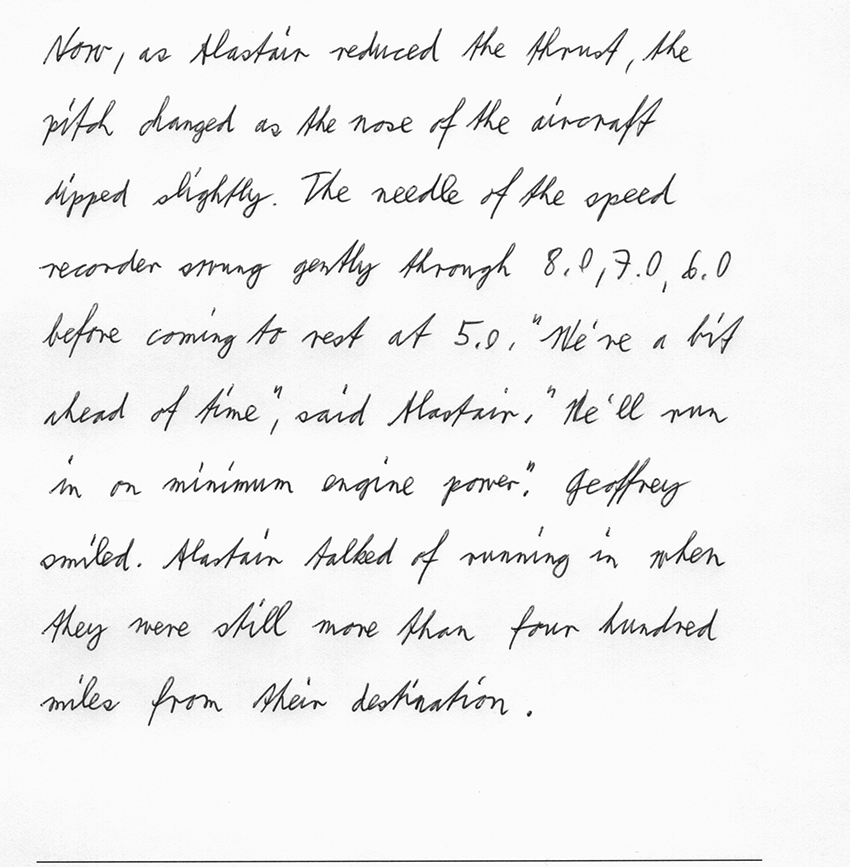 Now, as Alastair reduced the thrust, the
pitch changed as the nose of the aircraft
dipped slightly. The needle of the speed
recorder swung gently through 8.0, 7.0, 6.0
before coming to rest at 5.0. "We're a bit
ahead of time", said Alastair. "We'll run
in on minimum engine power". Geoffrey
smiled. Alastair talked of running in when
they were still more than four hundred
miles from their destination.